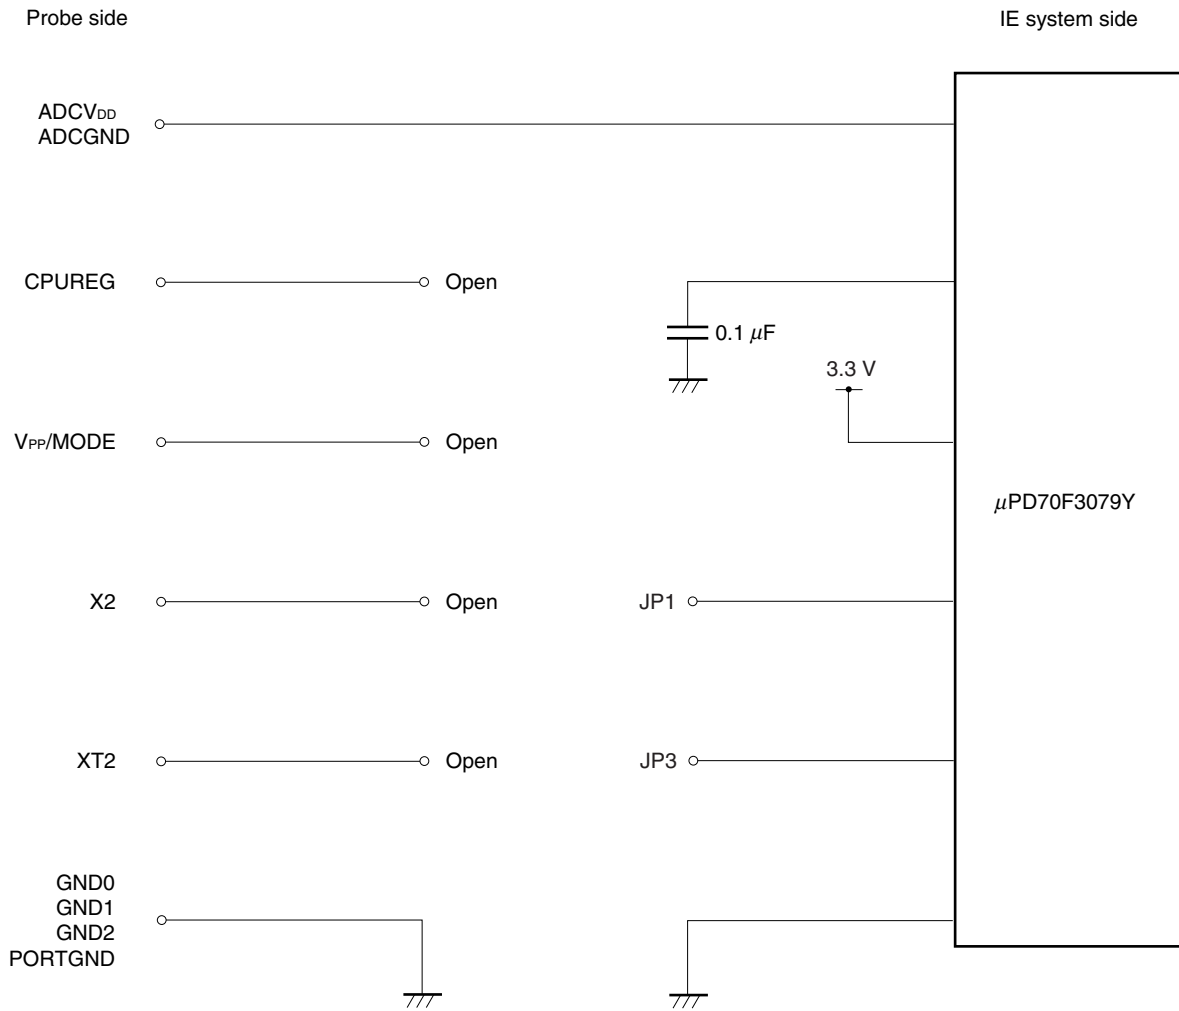 Probe side
IE system side
ADCVDD
ADCGND
CPUREG
Open
0.1 μF
3.3 V
VPP/MODE
Open
μPD70F3079Y
X2
Open
JP1
XT2
Open
JP3
GND0
GND1
GND2
PORTGND